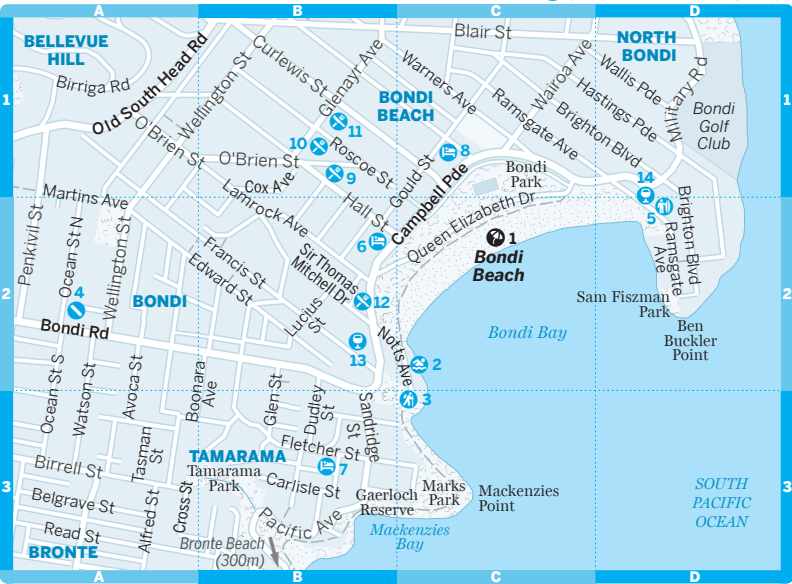 A
B
C
D
BELLEVUE
HILL
Birriga Rd
Old South Head Rd
Wellington St
Curlewis St
Glenayr Ave
Warners Ave
Blair St
Wairoa Ave
NORTH
BONDI
Wallis Pde
Hastings Pde
Military Rd
Bondi
Golf
Club
1
1
BONDI
BEACH
Ramsgate Ave
Brighton Blvd
O'Brien St
O'Brien St
10
11
Roscoe St
9
Cox Ave
Gould St
8
Campbell Pde
Bondi
Park
14
5
Martins Ave
Lamrock Ave
Hall St
6
Queen Elizabeth Dr
1
Bondi
Beach
Brighton Blvd
Ramsgate
Ave
Penkivil St
Ocean St N
Wellington St
Francis St
Edward St
Sir Thomas
Mitchell Dr
2
2
4
BONDI
Lucius
St
12
Bondi Rd
13
Notts Ave
2
Bondi Bay
Sam Fiszman
Park
Ben
Buckler
Point
3
Ocean St S
Watson St
Avoca St
Boonara
Ave
Glen St
Dudley
St
Sandridge
St
Tasman
St
Fletcher St
TAMARAMA
Tamarama
Park
7
Carlisle St
Birrell St
Belgrave St
Read St
Alfred St
Cross St
Gaerloch
Reserve
Marks
Park
Mackenzies
Point
Pacific Ave
Mackenzies
Bay
SOUTH
PACIFIC
OCEAN
3
3
BRONTE
Bronte Beach
(300m)
A
B
C
D